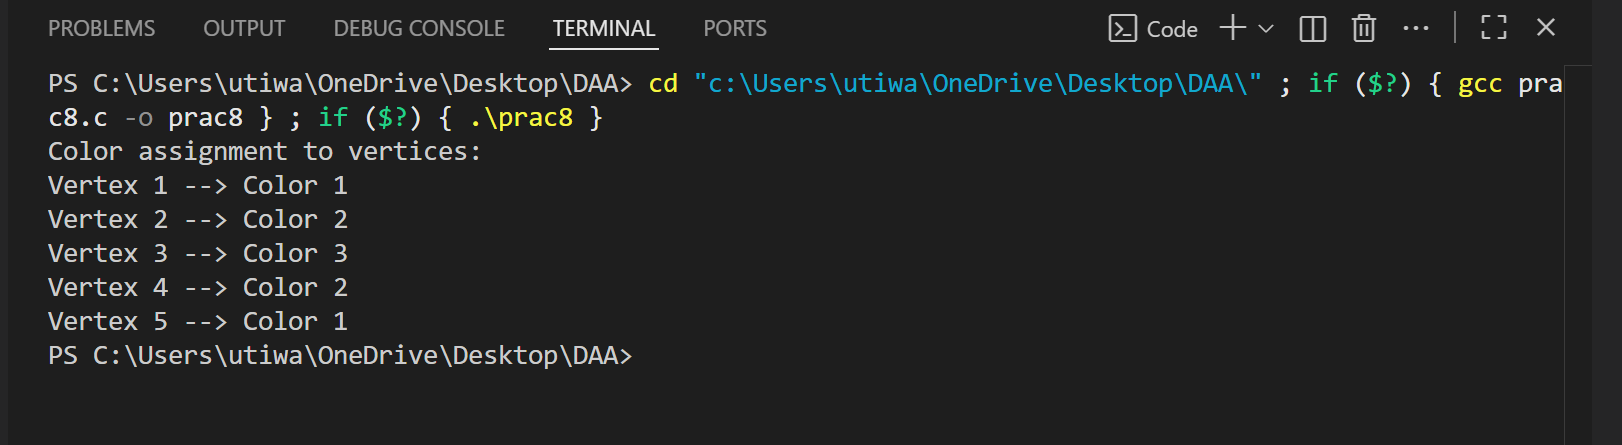 PROBLEMS OUTPUT DEBUG CONSOLE TERMINAL PORTS Code
PS C:\Users\utiwa\OneDrive\Desktop\DAA> cd "c:\Users\utiwa\OneDrive\Desktop\DAA\" ; if ($?) { gcc pra
c8.c -o prac8 } ; if ($?) { .\prac8 }
Color assignment to vertices:
Vertex 1 --> Color 1
Vertex 2 --> Color 2
Vertex 3 --> Color 3
Vertex 4 --> Color 2
Vertex 5 --> Color 1
PS C:\Users\utiwa\OneDrive\Desktop\DAA>